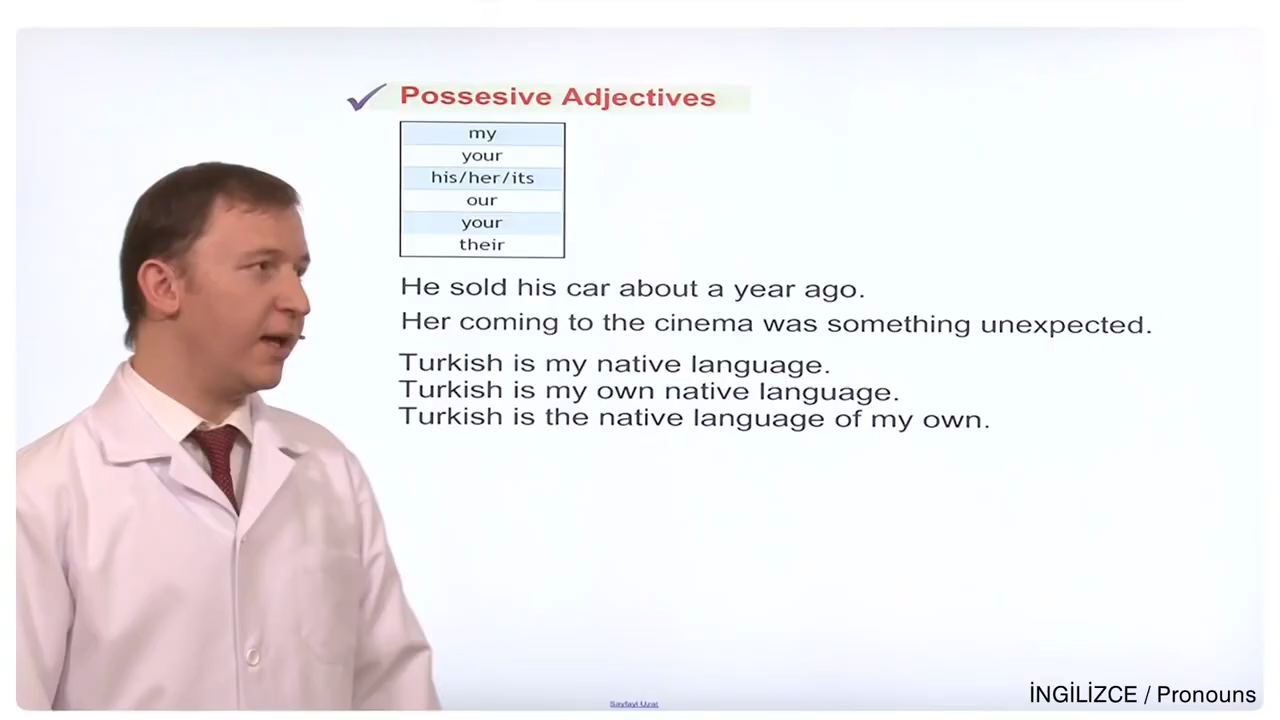 Possesive Adjectives
my
your
his/her/its
our
your
their
He sold his car about a year ago.
Her coming to the cinema was something unexpected.
Turkish is my native language.
Turkish is my own native language.
Turkish is the native language of my own.
Sayfayı Uzat
İNGİLİZCE / Pronouns